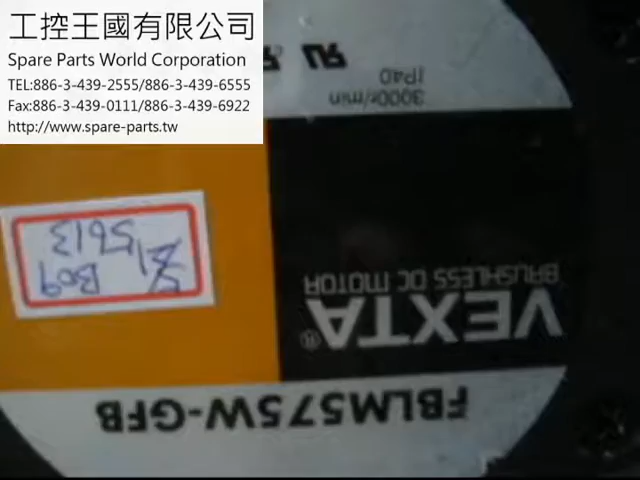 工控王國有限公司
Spare Parts World Corporation
TEL:886-3-439-2555/886-3-439-6555
Fax:886-3-439-0111/886-3-439-6922
http://www.spare-parts.tw
FBLM575W-GFB
VEXTA®
BRUSHLESS DC MOTOR
3000r/min
IP40
B09
5613